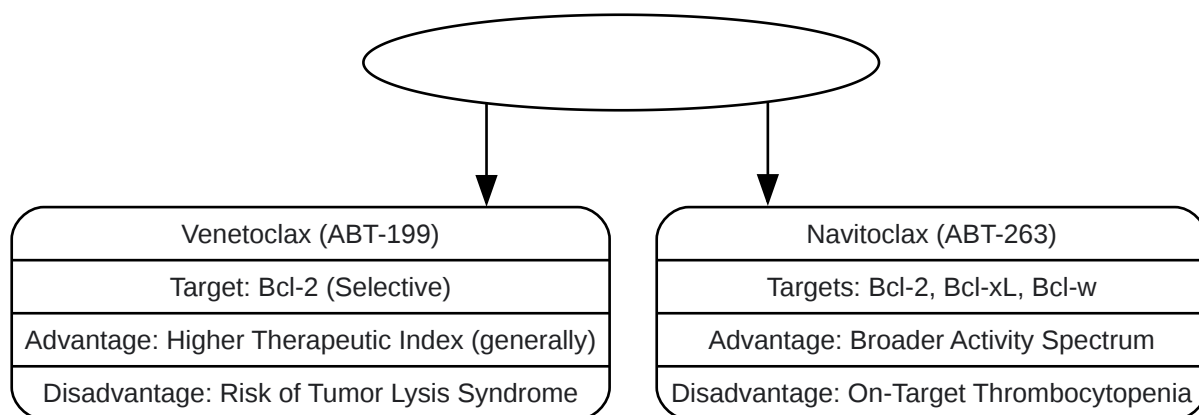 Venetoclax (ABT-199)
Target: Bcl-2 (Selective)
Advantage: Higher Therapeutic Index (generally)
Disadvantage: Risk of Tumor Lysis Syndrome
Navitoclax (ABT-263)
Targets: Bcl-2, Bcl-xL, Bcl-w
Advantage: Broader Activity Spectrum
Disadvantage: On-Target Thrombocytopenia